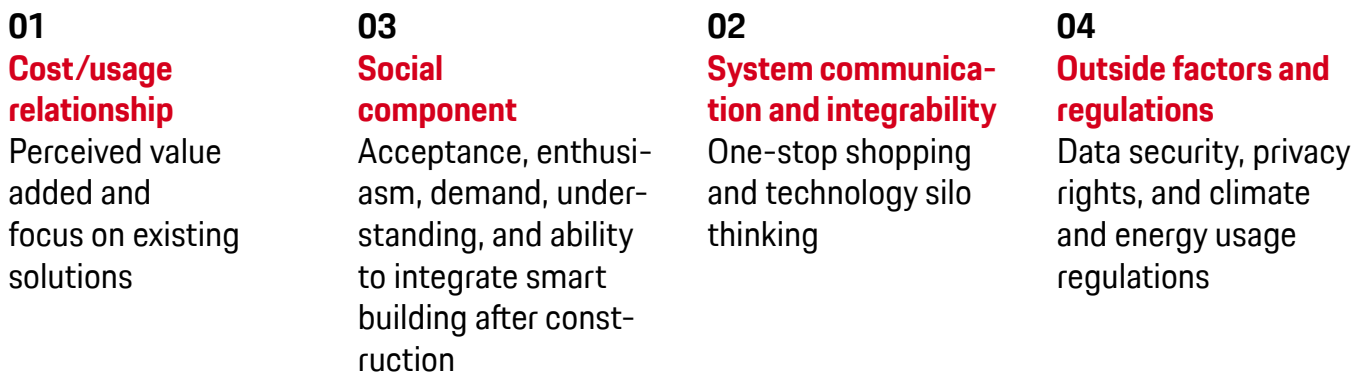 01
Cost/usage
relationship
Perceived value
added and
focus on existing
solutions
03
Social
component
Acceptance, enthusi-
asm, demand, under-
standing, and ability
to integrate smart
building after const-
ruction
02
System communica-
tion and integrability
One-stop shopping
and technology silo
thinking
04
Outside factors and
regulations
Data security, privacy
rights, and climate
and energy usage
regulations